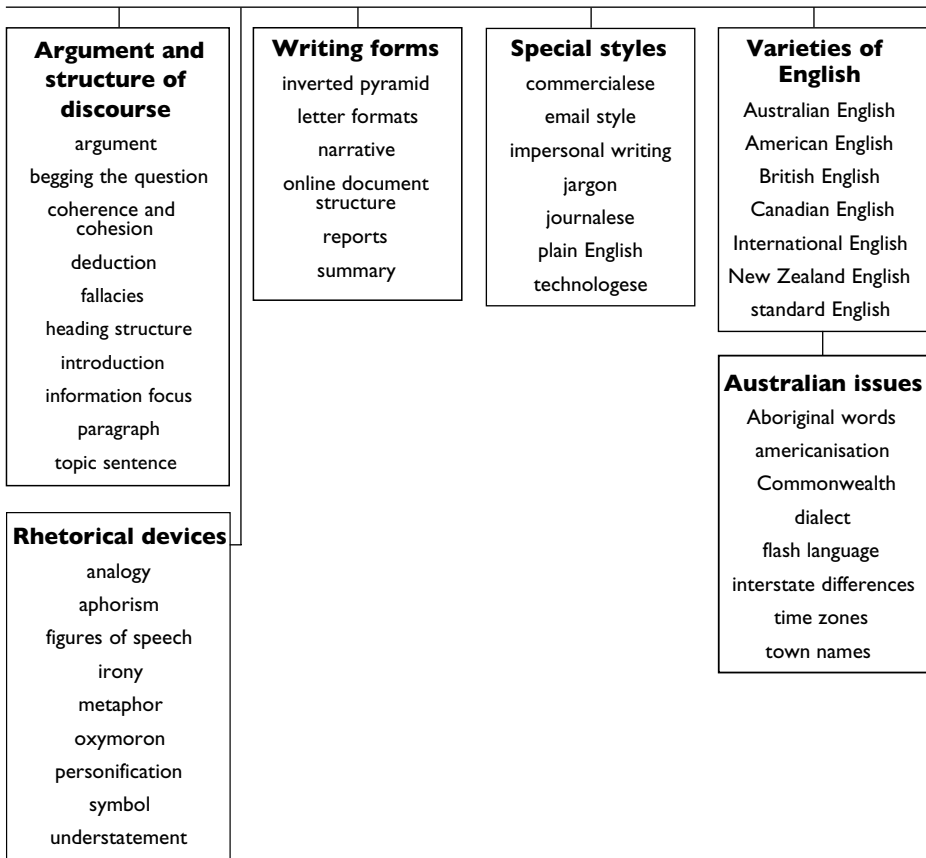 Argument and
structure of
discourse
argument
begging the question
coherence and
cohesion
deduction
fallacies
heading structure
introduction
information focus
paragraph
topic sentence
Rhetorical devices
analogy
aphorism
figures of speech
irony
metaphor
oxymoron
personification
symbol
understatement
Writing forms
inverted pyramid
letter formats
narrative
online document
structure
reports
summary
Special styles
commercialese
email style
impersonal writing
jargon
journalese
plain English
technologese
Varieties of
English
Australian English
American English
British English
Canadian English
International English
New Zealand English
standard English
Australian issues
Aboriginal words
americanisation
Commonwealth
dialect
flash language
interstate differences
time zones
town names